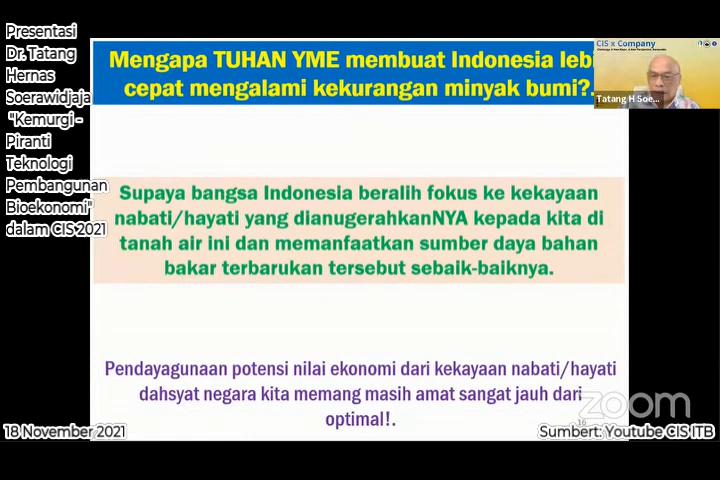 Presentasi
Dr. Tatang
Hernas
Soerawidjaja
"Kemurgi -
Piranti
Teknologi
Pembangunan
Bioekonomi"
dalam CIS 2021
Mengapa TUHAN YME membuat Indonesia lebi
cepat mengalami kekurangan minyak bumi?.
CIS x Company
Tatang H Soe...
Supaya bangsa Indonesia beralih fokus ke kekayaan
nabati/hayati yang dianugerahkanNYA kepada kita di
tanah air ini dan memanfaatkan sumber daya bahan
bakar terbarukan tersebut sebaik-baiknya.
Pendayagunaan potensi nilai ekonomi dari kekayaan nabati/hayati
dahsyat negara kita memang masih amat sangat jauh dari
optimal!.
zoom
16
18 November 2021
Sumbert: Youtube CIS ITB